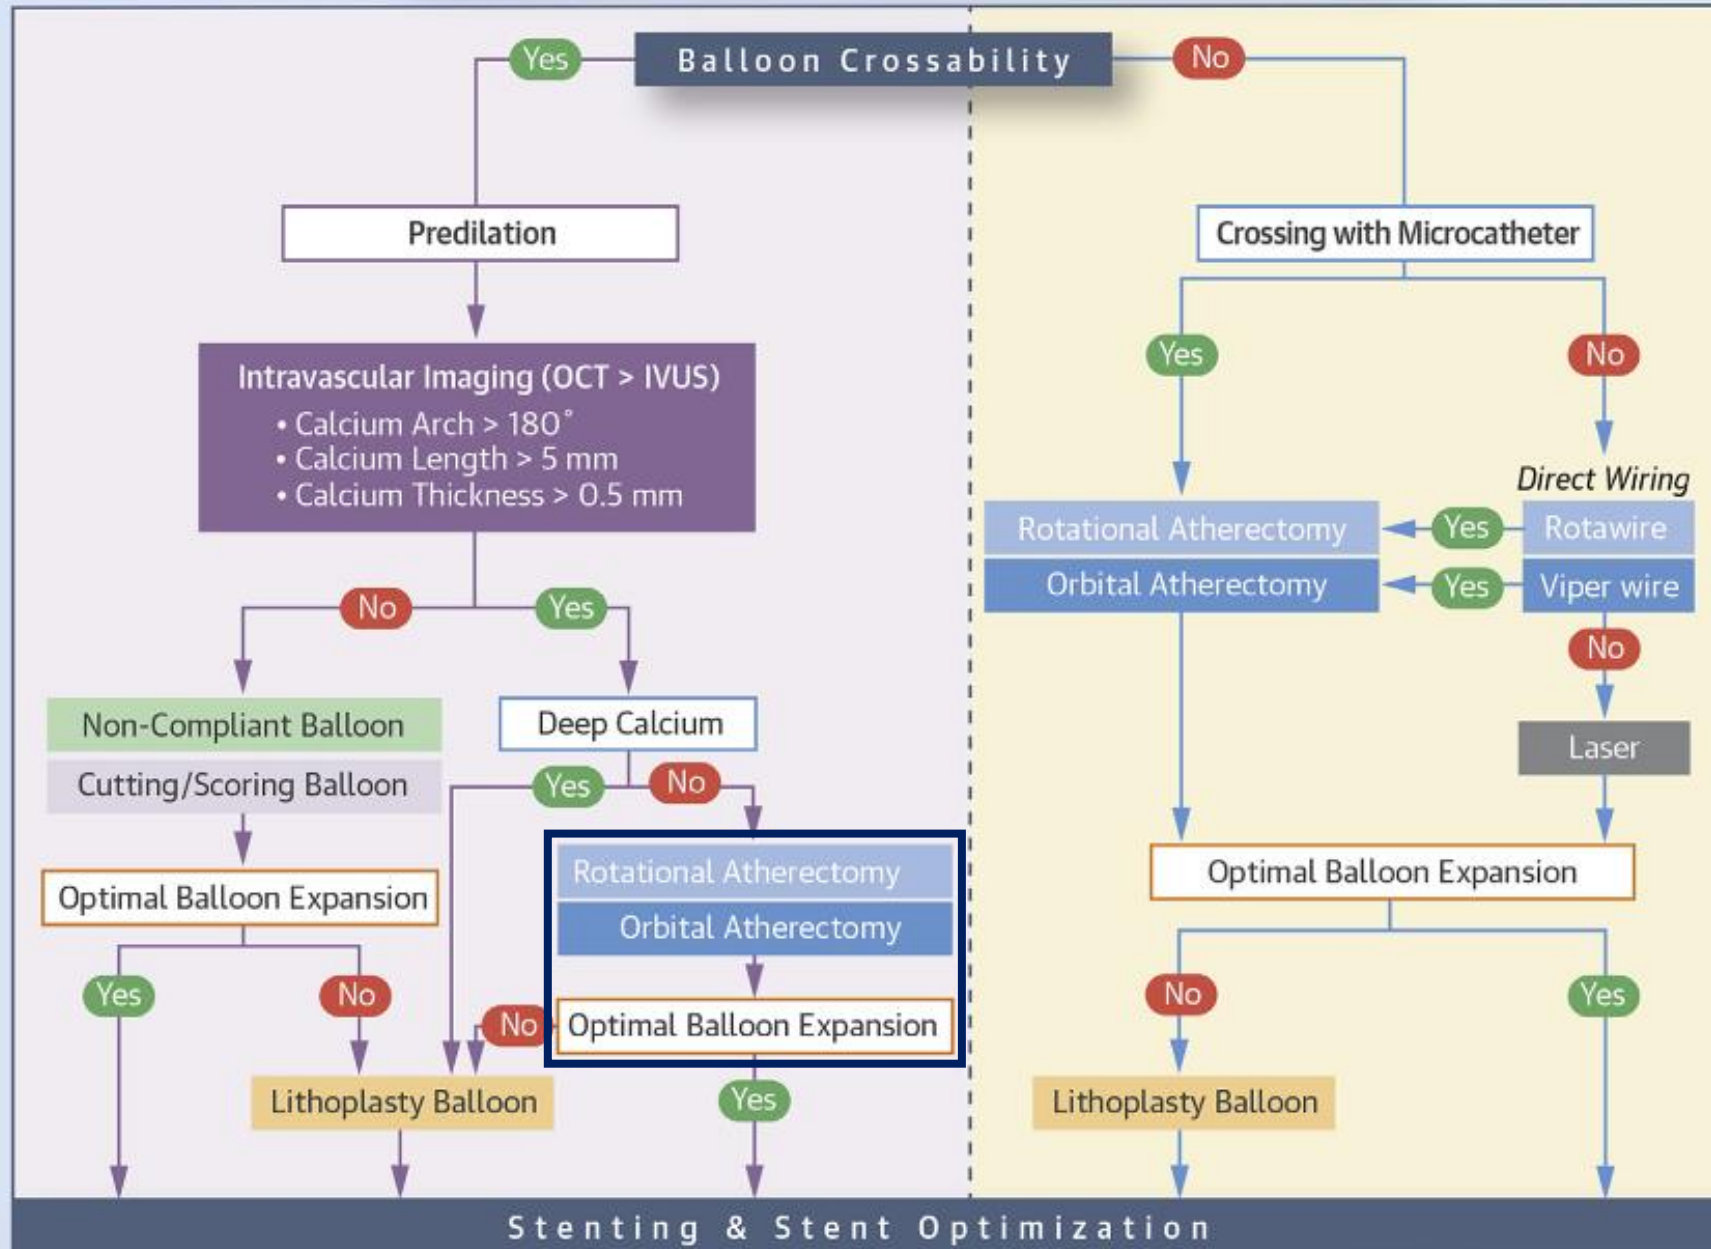 Yes
Balloon Crossability
No
Predilation
Intravascular Imaging (OCT > IVUS)
• Calcium Arch > 180°
• Calcium Length > 5 mm
• Calcium Thickness > 0.5 mm
No
Yes
Non-Compliant Balloon
Cutting/Scoring Balloon
Deep Calcium
Yes
No
Optimal Balloon Expansion
Rotational Atherectomy
Orbital Atherectomy
Yes
No
No
Optimal Balloon Expansion
Lithoplasty Balloon
Yes
Crossing with Microcatheter
Yes
No
Direct Wiring
Rotational Atherectomy
Yes
Rotawire
Orbital Atherectomy
Yes
Viper wire
No
Laser
Optimal Balloon Expansion
No
Yes
Lithoplasty Balloon
Stenting & Stent Optimization